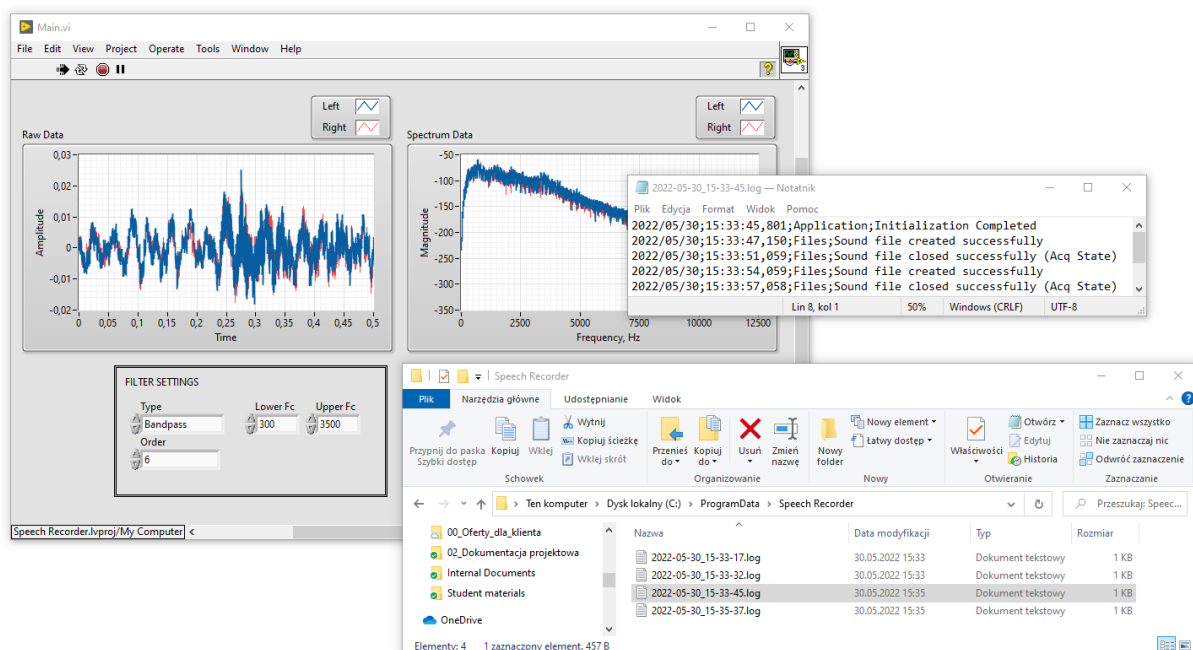 Main.vi
File Edit View Project Operate Tools Window Help
3
Left
Right
Raw Data
Left
Right
Spectrum Data
0,03
0,02
0,01
0
-0,01
-0,02
Amplitude
0 0,05 0,1 0,15 0,2 0,25 0,3 0,35 0,4 0,45 0,5
Time
-50
-100
-150
-200
-250
-300
-350
Magnitude
0 2500 5000 7500 10000 12500
Frequency, Hz
FILTER SETTINGS
Type
Bandpass
Lower Fc
300
Upper Fc
3500
Order
6
Speech Recorder.lvproj/My Computer
2022-05-30_15-33-45.log — Notatnik
Plik Edycja Format Widok Pomoc
2022/05/30;15:33:45,801;Application;Initialization Completed
2022/05/30;15:33:47,150;Files;Sound file created successfully
2022/05/30;15:33:51,059;Files;Sound file closed successfully (Acq State)
2022/05/30;15:33:54,059;Files;Sound file created successfully
2022/05/30;15:33:57,058;Files;Sound file closed successfully (Acq State)
Lin 8, kol 1 50% Windows (CRLF) UTF-8
Speech Recorder
Plik Narzędzia główne Udostępnianie Widok
Przypnij do paska Szybki dostęp
Kopiuj
Wklej
Wytnij
Kopiuj ścieżkę
Wklej skrót
Schowek
Przenieś do
Kopiuj do
Usuń
Zmień nazwę
Organizowanie
Nowy folder
Nowy element
Łatwy dostęp
Nowy
Właściwości
Otwórz
Edytuj
Historia
Otwieranie
Zaznacz wszystko
Nie zaznaczaj nic
Odwróć zaznaczenie
Zaznaczanie
Ten komputer > Dysk lokalny (C:) > ProgramData > Speech Recorder
Przeszukaj: Speec...
00_Oferty_dla_klienta
02_Dokumentacja projektowa
Internal Documents
Student materials
OneDrive
Nazwa Data modyfikacji Typ Rozmiar
2022-05-30_15-33-17.log 30.05.2022 15:33 Dokument tekstowy 1 KB
2022-05-30_15-33-32.log 30.05.2022 15:33 Dokument tekstowy 1 KB
2022-05-30_15-33-45.log 30.05.2022 15:35 Dokument tekstowy 1 KB
2022-05-30_15-35-37.log 30.05.2022 15:35 Dokument tekstowy 1 KB
Elementy: 4 1 zaznaczony element, 457 B